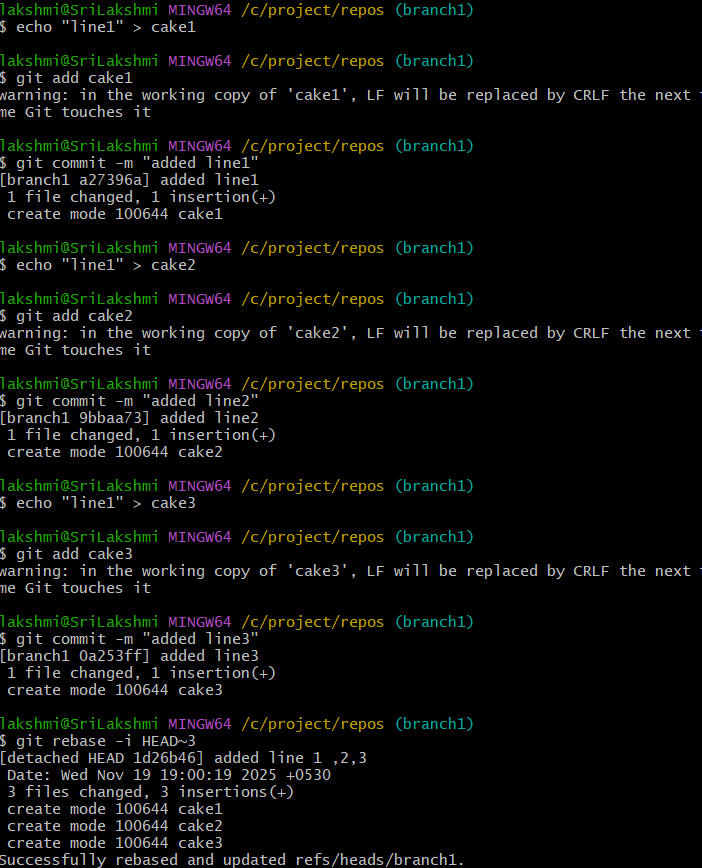 lakshmi@SriLakshmi MINGW64 /c/project/repos (branch1)
$ echo "line1" > cake1
lakshmi@SriLakshmi MINGW64 /c/project/repos (branch1)
$ git add cake1
warning: in the working copy of 'cake1', LF will be replaced by CRLF the next t
me Git touches it
lakshmi@SriLakshmi MINGW64 /c/project/repos (branch1)
$ git commit -m "added line1"
[branch1 a27396a] added line1
 1 file changed, 1 insertion(+)
 create mode 100644 cake1
lakshmi@SriLakshmi MINGW64 /c/project/repos (branch1)
$ echo "line1" > cake2
lakshmi@SriLakshmi MINGW64 /c/project/repos (branch1)
$ git add cake2
warning: in the working copy of 'cake2', LF will be replaced by CRLF the next t
me Git touches it
lakshmi@SriLakshmi MINGW64 /c/project/repos (branch1)
$ git commit -m "added line2"
[branch1 9bbaa73] added line2
 1 file changed, 1 insertion(+)
 create mode 100644 cake2
lakshmi@SriLakshmi MINGW64 /c/project/repos (branch1)
$ echo "line1" > cake3
lakshmi@SriLakshmi MINGW64 /c/project/repos (branch1)
$ git add cake3
warning: in the working copy of 'cake3', LF will be replaced by CRLF the next t
me Git touches it
lakshmi@SriLakshmi MINGW64 /c/project/repos (branch1)
$ git commit -m "added line3"
[branch1 0a253ff] added line3
 1 file changed, 1 insertion(+)
 create mode 100644 cake3
lakshmi@SriLakshmi MINGW64 /c/project/repos (branch1)
$ git rebase -i HEAD~3
[detached HEAD 1d26b46] added line 1 ,2,3
 Date: Wed Nov 19 19:00:19 2025 +0530
 3 files changed, 3 insertions(+)
 create mode 100644 cake1
 create mode 100644 cake2
 create mode 100644 cake3
Successfully rebased and updated refs/heads/branch1.